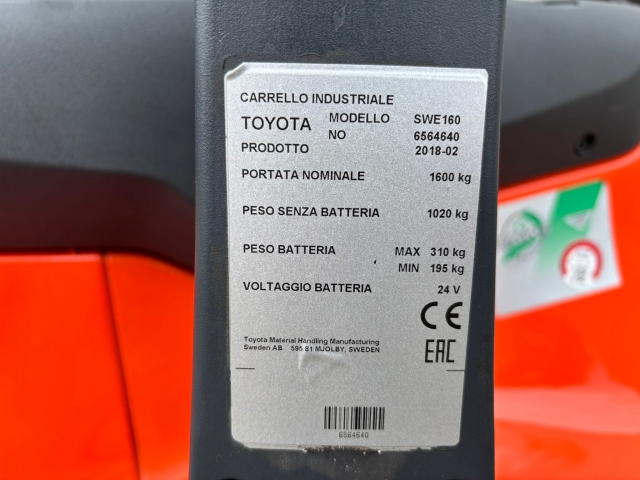 CARRELLO INDUSTRIALE
TOYOTA MODELLO SWE160
NO 6564640
PRODOTTO 2018-02
PORTATA NOMINALE 1600 kg
PESO SENZA BATTERIA 1020 kg
PESO BATTERIA MAX 310 kg
MIN 195 kg
VOLTAGGIO BATTERIA 24 V
CE
Toyota Material Handling Manufacturing
Sweden AB 595 81 MJOLBY, SWEDEN
EAC
6564640